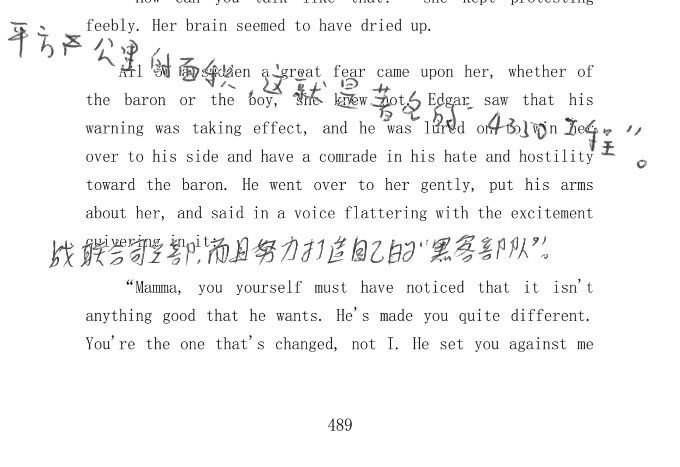 "How can you talk like that?" she kept protesting
feebly. Her brain seemed to have dried up.
平方公里的面积，这就是著名的“4330工程”。
All of a sudden a great fear came upon her, whether of
the baron or the boy, she knew not. Edgar saw that his
warning was taking effect, and he was lured on to win her
over to his side and have a comrade in his hate and hostility
toward the baron. He went over to her gently, put his arms
about her, and said in a voice flattering with the excitement
quivering in it:
战联合司令部，而且努力打造自己的“黑客部队”。
“Mamma, you yourself must have noticed that it isn't
anything good that he wants. He's made you quite different.
You're the one that's changed, not I. He set you against me
489